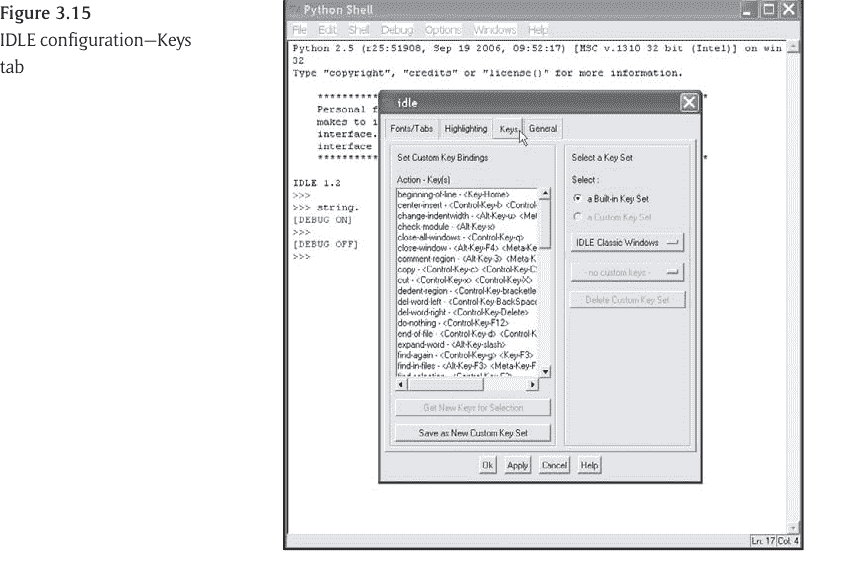 Figure 3.15
IDLE configuration—Keys
tab
Python Shell
File Edit Shell Debug Options Windows Help
Python 2.5 (r25:51908, Sep 19 2006, 09:52:17) [MSC v.1310 32 bit (Intel)] on win
32
Type "copyright", "credits" or "license()" for more information.
Personal f
makes to i
interface.
interface
IDLE 1.2
>>>
>>> string.
[DEBUG ON]
>>>
[DEBUG OFF]
>>>
idle
Fonts/Tabs Highlighting Keys General
Set Custom Key Bindings
Action - Key(s)
beginning-of-line - <Key-Home>
center-insert - <Control-Key-l> <Control-
change-indentwidth - <Alt-Key-u> <Met
check-module - <Alt-Key-x>
close-all-windows - <Control-Key-q>
close-window - <Alt-Key-F4> <Meta-Ke
comment-region - <Alt-Key-3> <Meta-K
copy - <Control-Key-c> <Control-Key-C>
cut - <Control-Key-x> <Control-Key-X>
dedent-region - <Control-Key-bracketle
del-word-left - <Control-Key-BackSpace
del-word-right - <Control-Key-Delete>
do-nothing - <Control-Key-F12>
end-of-file - <Control-Key-d> <Control-K
expand-word - <Alt-Key-slash>
find-again - <Control-Key-g> <Key-F3>
find-in-files - <Alt-Key-F3> <Meta-Key-F
Get New Keys for Selection
Save as New Custom Key Set
Select a Key Set
Select :
a Built-in Key Set
a Custom Key Set
IDLE Classic Windows
- no custom keys -
Delete Custom Key Set
Ok Apply Cancel Help
Ln: 17 Col: 4